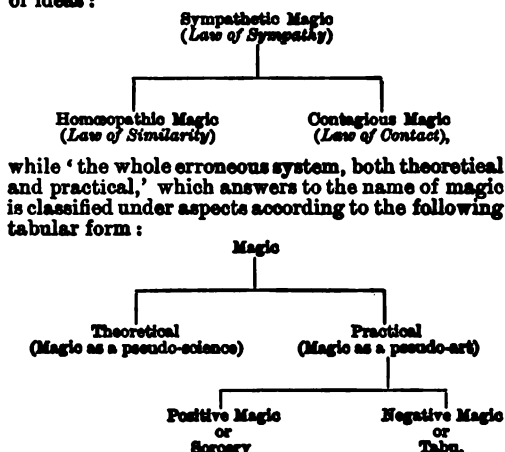 of ideas:
Sympathetic Magic
(Law of Sympathy)
Homœopathic Magic Contagious Magic
(Law of Similarity) (Law of Contact),
while ‘ the whole erroneous system, both theoretical
and practical,’ which answers to the name of magic
is classified under aspects according to the following
tabular form :
Magic
Theoretical Practical
(Magic as a pseudo-science) (Magic as a pseudo-art)
Positive Magic Negative Magic
or or
Sorcery Tabu.